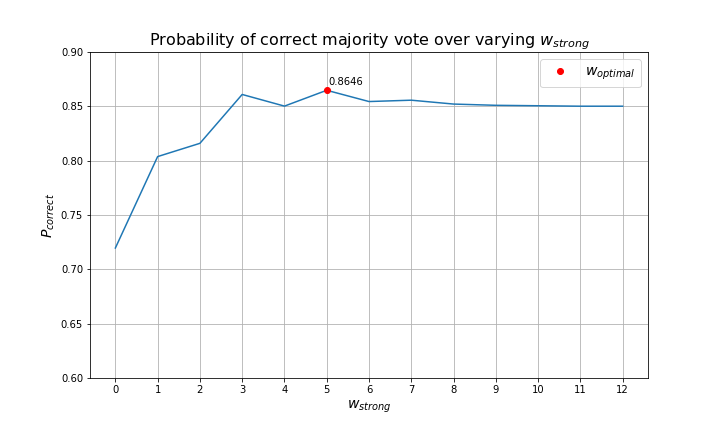 Probability of correct majority vote over varying w_strong
0.90
0.85
0.80
0.75
0.70
0.65
0.60
P_correct
0.8646
w_optimal
0 1 2 3 4 5 6 7 8 9 10 11 12
w_strong